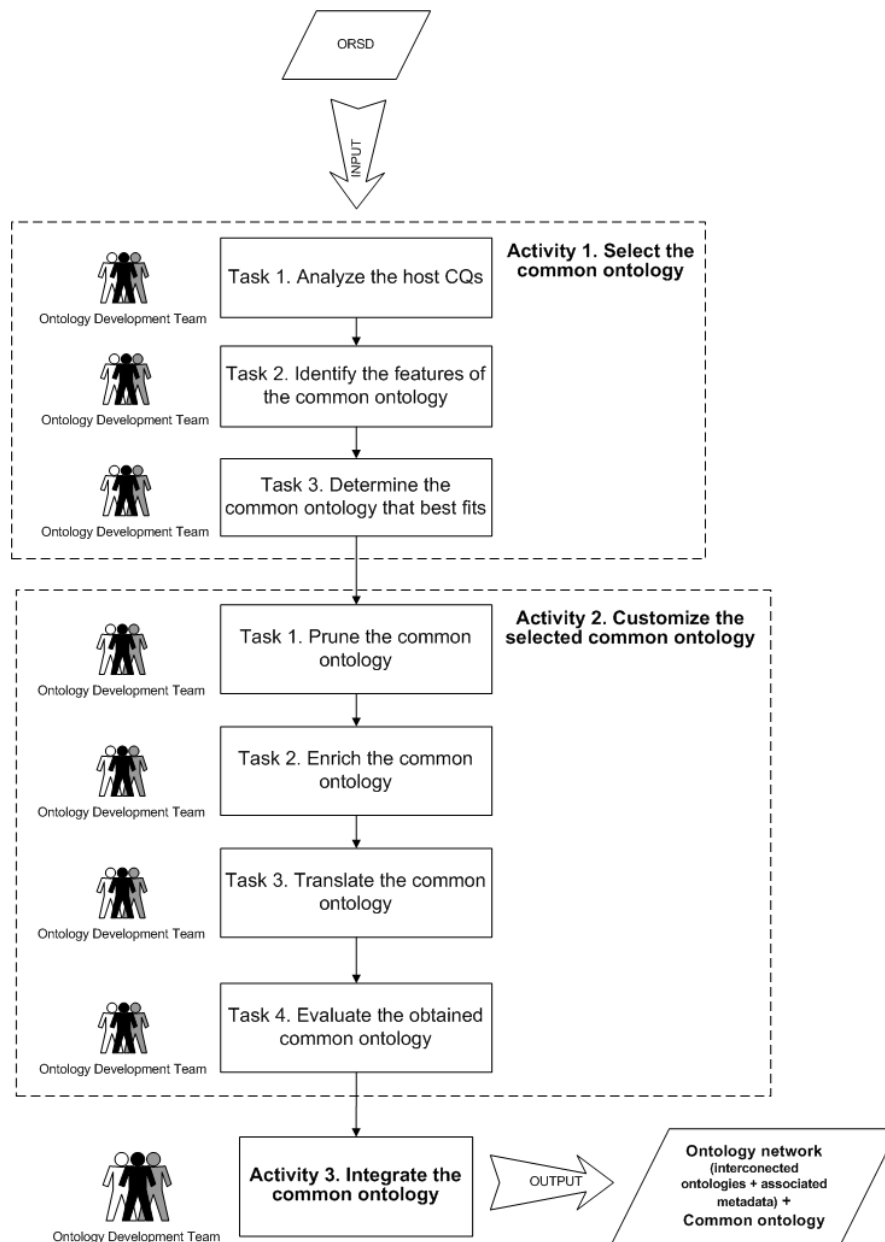 ORSD
INPUT
Activity 1. Select the
common ontology
Task 1. Analyze the host CQs
Ontology Development Team
Task 2. Identify the features of
the common ontology
Ontology Development Team
Task 3. Determine the
common ontology that best fits
Ontology Development Team
Activity 2. Customize the
selected common ontology
Task 1. Prune the common
ontology
Ontology Development Team
Task 2. Enrich the common
ontology
Ontology Development Team
Task 3. Translate the common
ontology
Ontology Development Team
Task 4. Evaluate the obtained
common ontology
Ontology Development Team
Activity 3. Integrate the
common ontology
Ontology Development Team
OUTPUT
Ontology network
(interconected
ontologies + associated
metadata) +
Common ontology